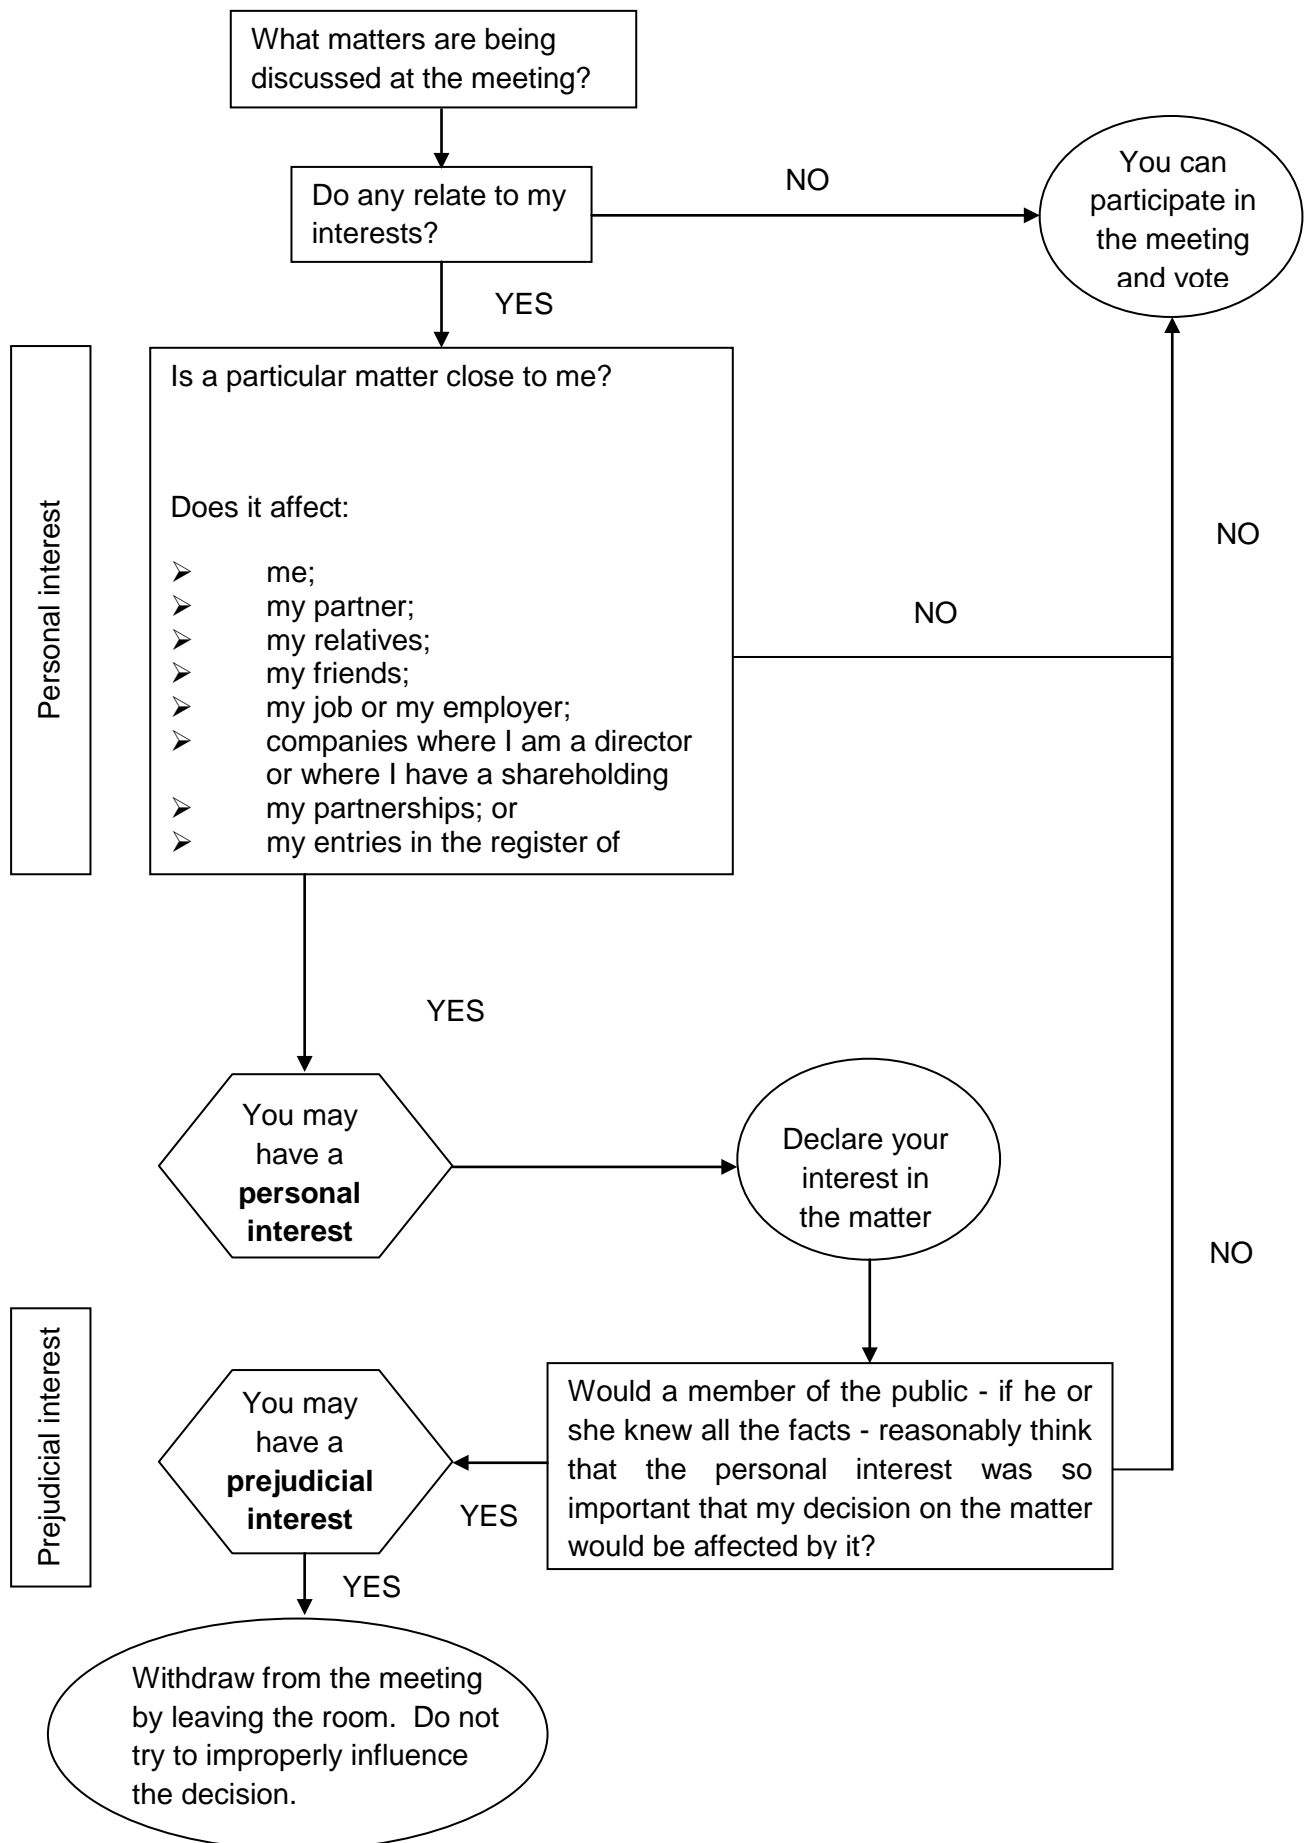 What matters are being
discussed at the meeting?
Do any relate to my
interests?
NO
You can
participate in
the meeting
and vote
YES
Personal interest
Is a particular matter close to me?
Does it affect:
➢ me;
➢ my partner;
➢ my relatives;
➢ my friends;
➢ my job or my employer;
➢ companies where I am a director
or where I have a shareholding
➢ my partnerships; or
➢ my entries in the register of
NO
NO
YES
You may
have a
personal
interest
Declare your
interest in
the matter
NO
Prejudicial interest
You may
have a
prejudicial
interest
YES
Would a member of the public - if he or
she knew all the facts - reasonably think
that the personal interest was so
important that my decision on the matter
would be affected by it?
YES
Withdraw from the meeting
by leaving the room. Do not
try to improperly influence
the decision.